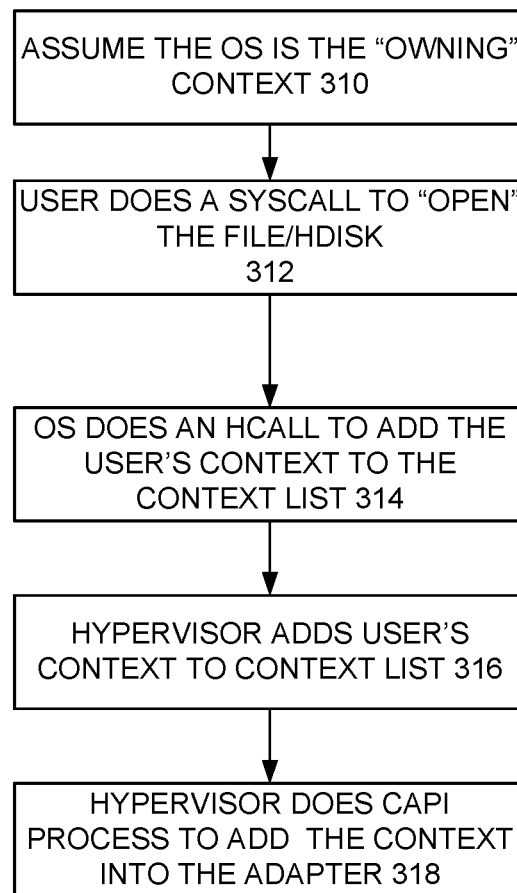 ASSUME THE OS IS THE “OWNING”
CONTEXT 310
USER DOES A SYSCALL TO “OPEN”
THE FILE/HDISK
312
OS DOES AN HCALL TO ADD THE
USER’S CONTEXT TO THE
CONTEXT LIST 314
HYPERVISOR ADDS USER’S
CONTEXT TO CONTEXT LIST 316
HYPERVISOR DOES CAPI
PROCESS TO ADD THE CONTEXT
INTO THE ADAPTER 318